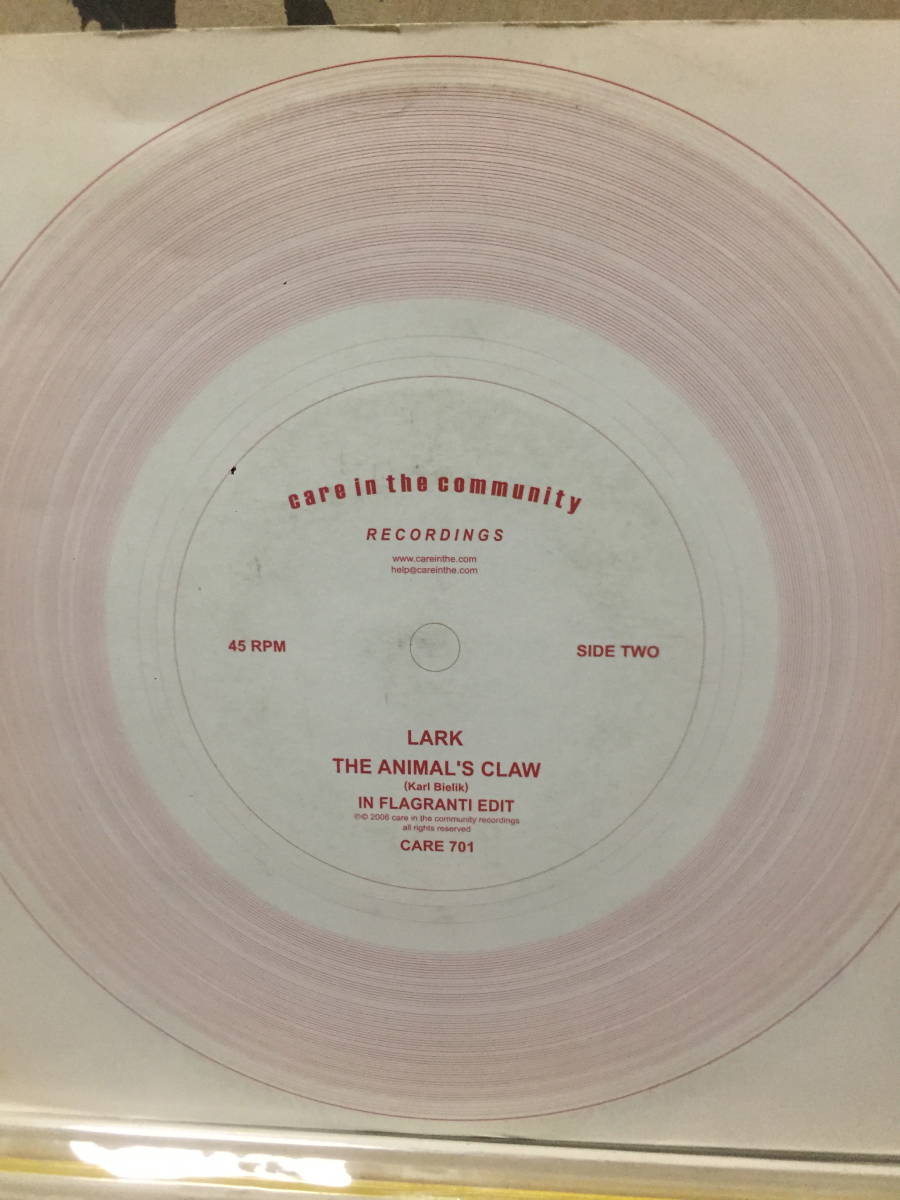 care in the community
RECORDINGS
www.careinthe.com
help@careinthe.com
45 RPM
SIDE TWO
LARK
THE ANIMAL'S CLAW
(Karl Bielik)
IN FLAGRANTI EDIT
℗© 2006 care in the community recordings
all rights reserved
CARE 701